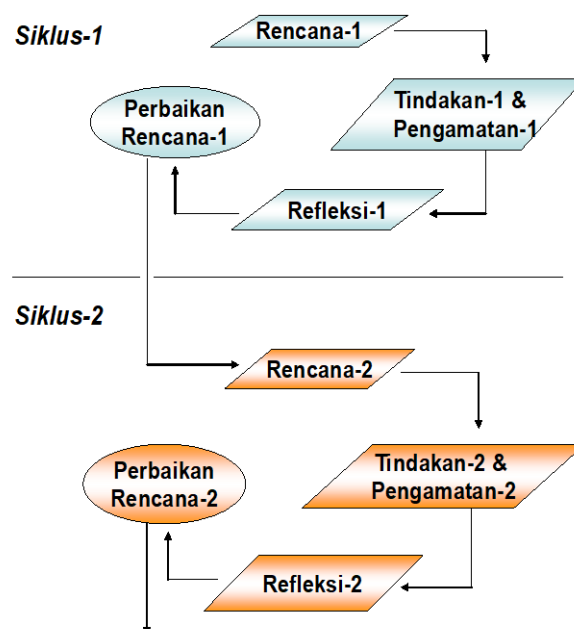 Siklus-1
Rencana-1
Perbaikan
Rencana-1
Tindakan-1 &
Pengamatan-1
Refleksi-1
Siklus-2
Rencana-2
Perbaikan
Rencana-2
Tindakan-2 &
Pengamatan-2
Refleksi-2